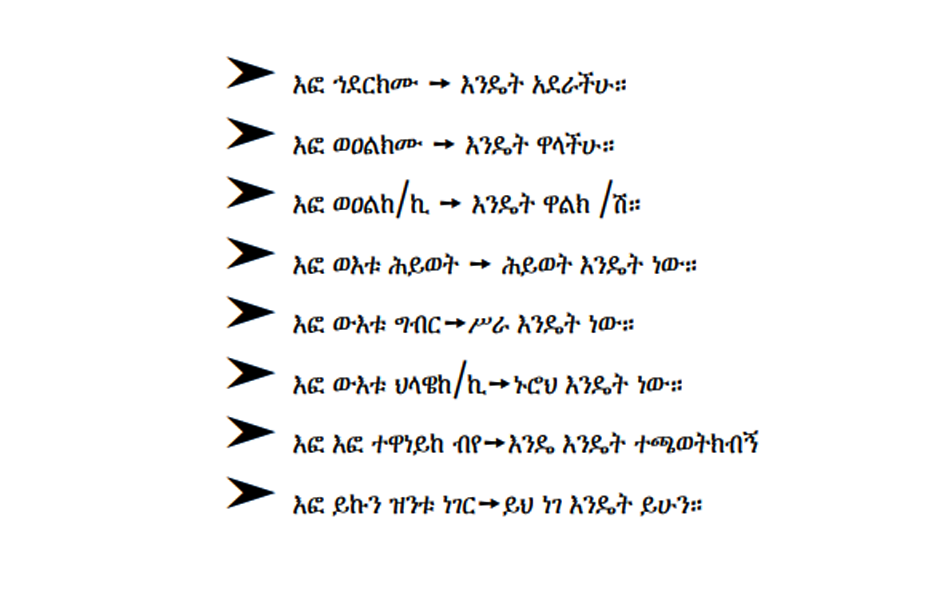 ➤ እፎ ኀደርክሙ → እንዴት አደራችሁ።
➤ እፎ ወዐልክሙ → እንዴት ዋላችሁ።
➤ እፎ ወዐልከ/ኪ → እንዴት ዋልክ /ሽ።
➤ እፎ ወእቱ ሕይወት → ሕይወት እንዴት ነው።
➤ እፎ ውእቱ ግብር→ሥራ እንዴት ነው።
➤ እፎ ውእቱ ህላዌከ/ኪ→ኑሮህ እንዴት ነው።
➤ እፎ እፎ ተዋነይከ ብየ→እንዴ እንዴት ተጫወትክብኝ
➤ እፎ ይኩን ዝንቱ ነገር→ይህ ነገ እንዴት ይሁን።